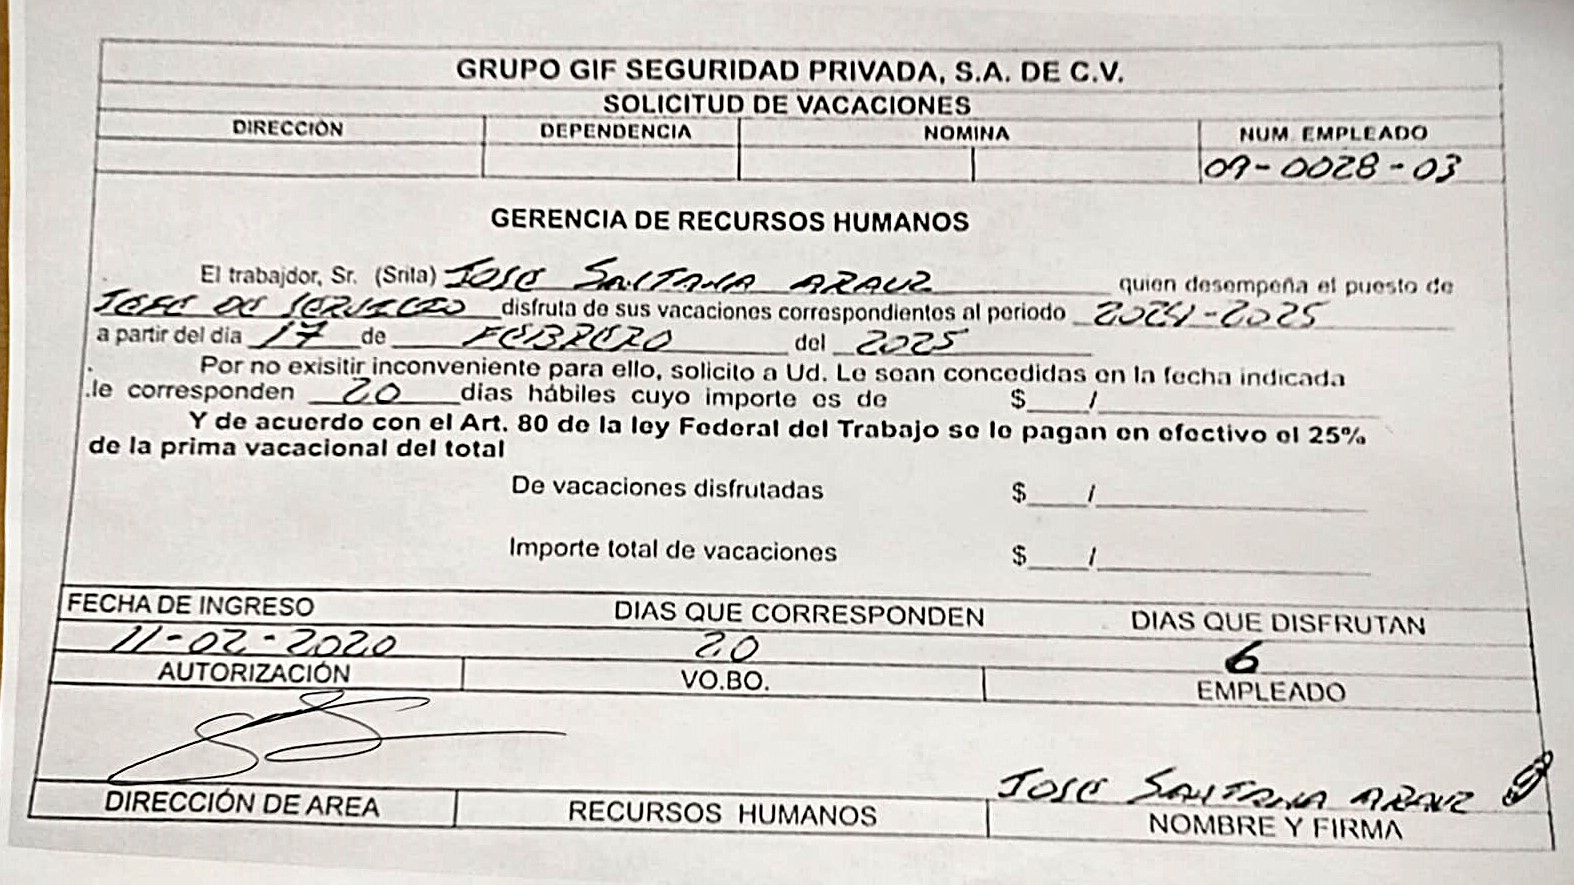 GRUPO GIF SEGURIDAD PRIVADA, S.A. DE C.V.
SOLICITUD DE VACACIONES
DIRECCIÓN DEPENDENCIA NOMINA NUM. EMPLEADO
09-0028-03
GERENCIA DE RECURSOS HUMANOS
El trabajdor, Sr. (Srita) JOSE SANTANA ARAUZ quien desempeña el puesto de
JEFE DE SERVICIO disfruta de sus vacaciones correspondientes al periodo 2024-2025
a partir del dia 17 de FEBRERO del 2025
Por no exisitir inconveniente para ello, solicito a Ud. Le sean concedidas en la fecha indicada
.le corresponden 20 dias hábiles cuyo importe es de $ /
Y de acuerdo con el Art. 80 de la ley Federal del Trabajo se le pagan en efectivo el 25%
de la prima vacacional del total
De vacaciones disfrutadas $ /
Importe total de vacaciones $ /
FECHA DE INGRESO DIAS QUE CORRESPONDEN DIAS QUE DISFRUTAN
11-02-2020 20 6
AUTORIZACIÓN VO.BO. EMPLEADO
JOSE SANTANA ARAUZ
DIRECCIÓN DE AREA RECURSOS HUMANOS NOMBRE Y FIRMA